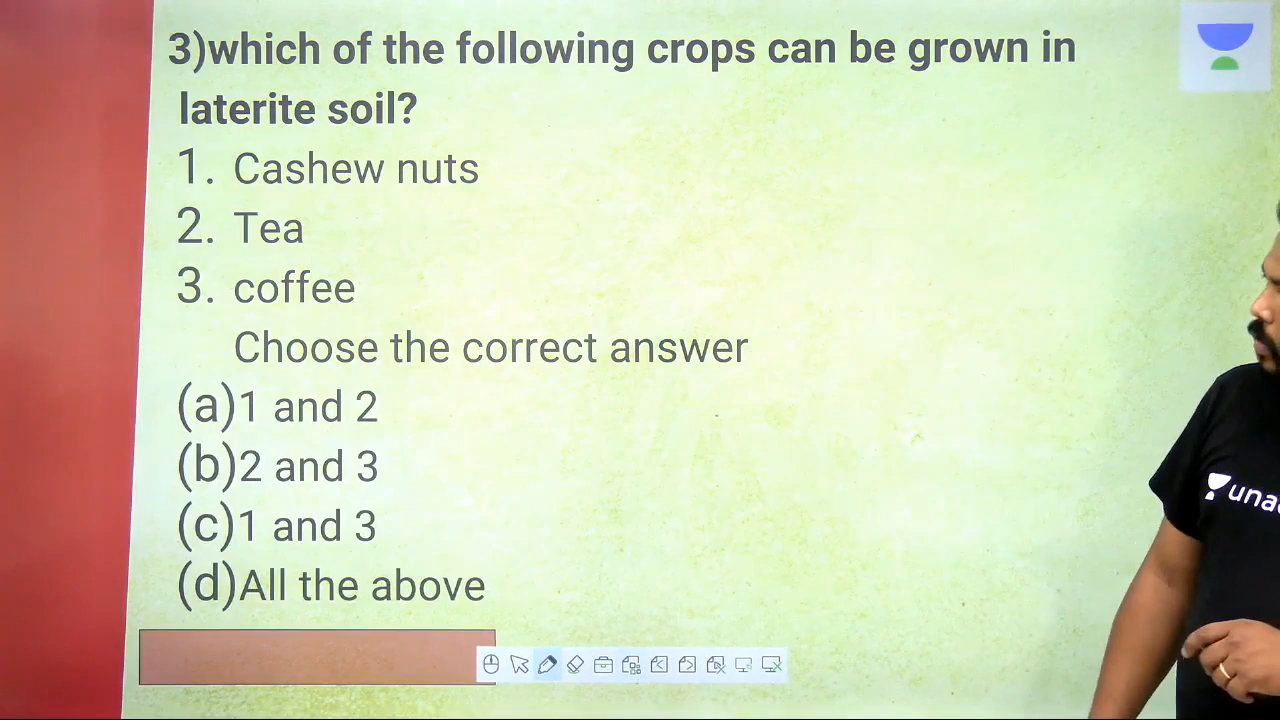 3)which of the following crops can be grown in
laterite soil?
1. Cashew nuts
2. Tea
3. coffee
Choose the correct answer
(a)1 and 2
(b)2 and 3
(c)1 and 3
(d)All the above
una